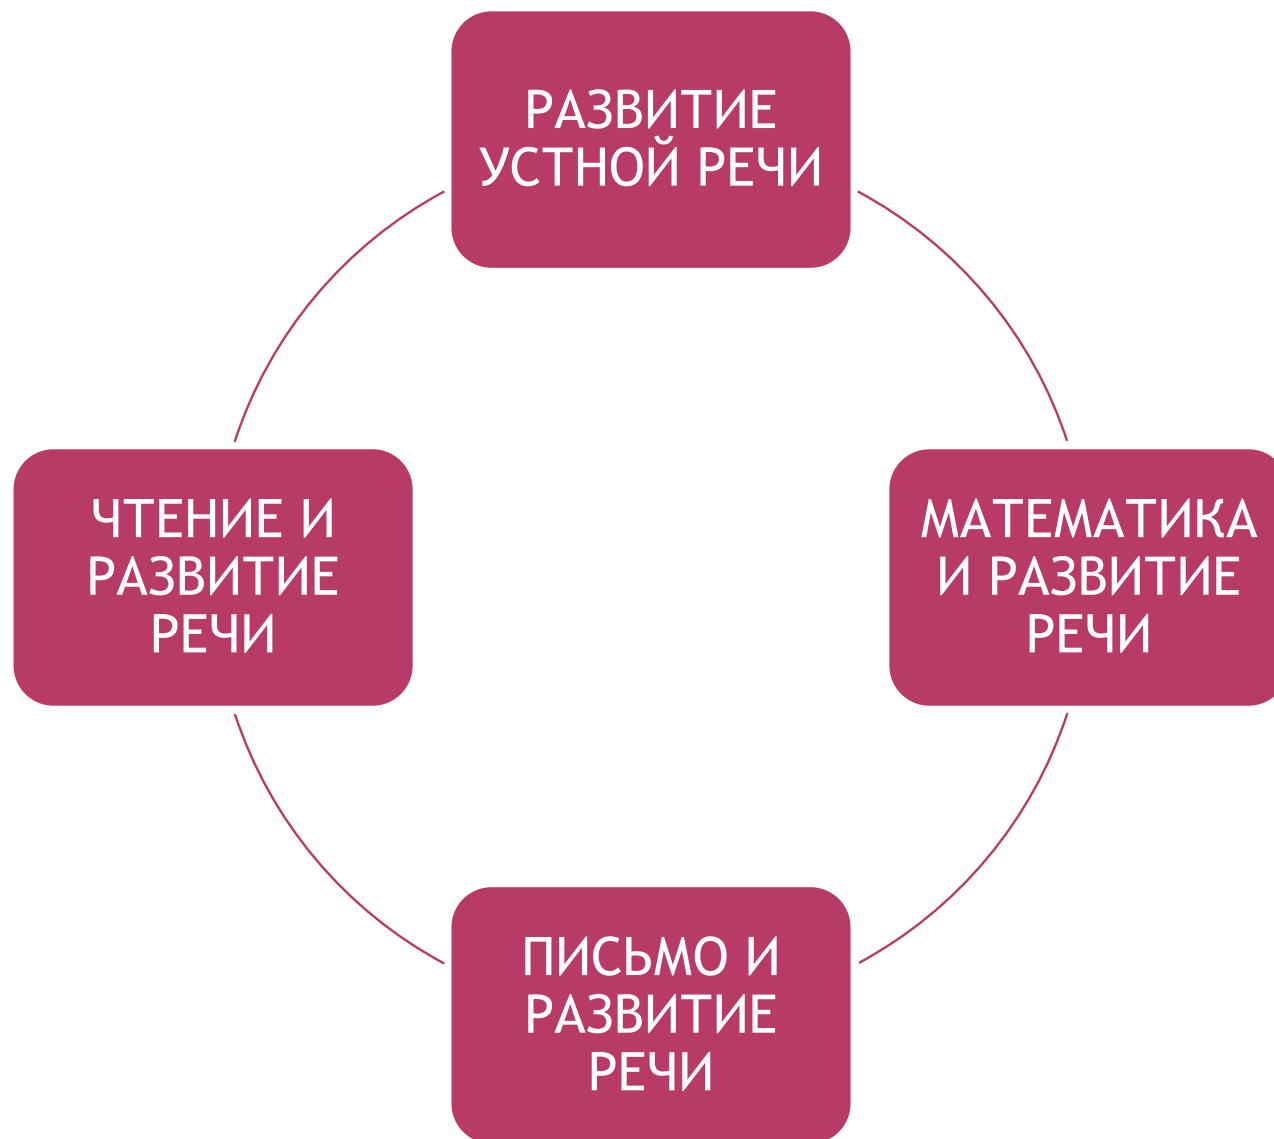 РАЗВИТИЕ
УСТНОЙ РЕЧИ
ЧТЕНИЕ И
РАЗВИТИЕ
РЕЧИ
МАТЕМАТИКА
И РАЗВИТИЕ
РЕЧИ
ПИСЬМО И
РАЗВИТИЕ
РЕЧИ